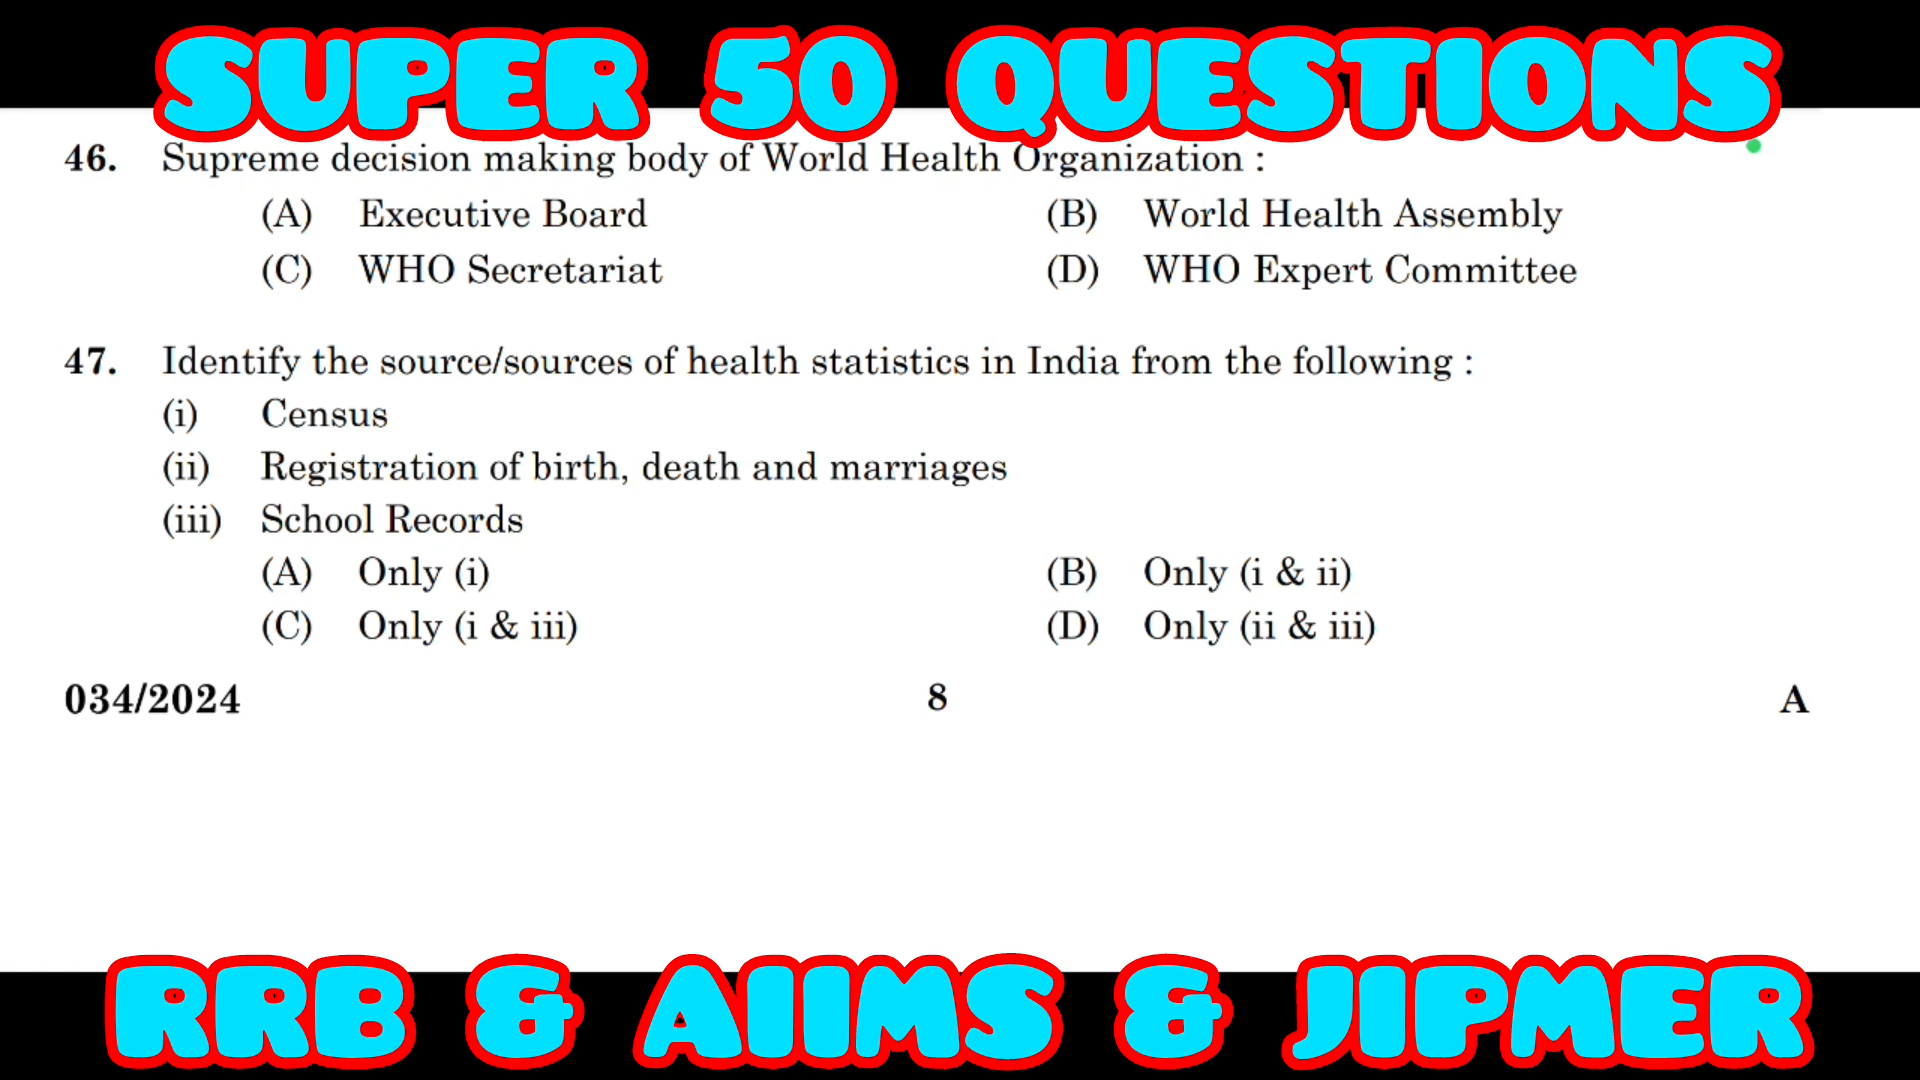 SUPER 50 QUESTIONS
46. Supreme decision making body of World Health Organization :
(A) Executive Board (B) World Health Assembly
(C) WHO Secretariat (D) WHO Expert Committee
47. Identify the source/sources of health statistics in India from the following :
(i) Census
(ii) Registration of birth, death and marriages
(iii) School Records
(A) Only (i) (B) Only (i & ii)
(C) Only (i & iii) (D) Only (ii & iii)
034/2024 8 A
RRB & AIIMS & JIPMER